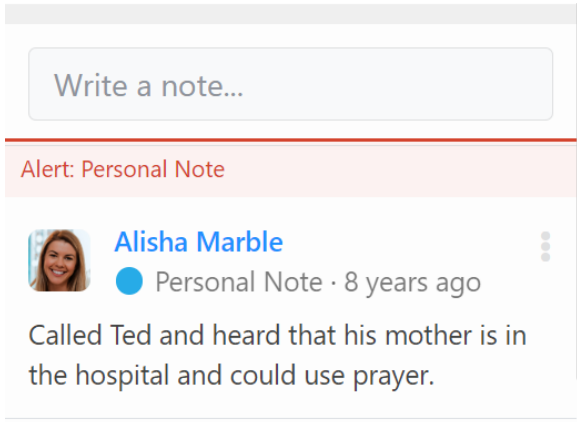 Write a note...
Alert: Personal Note
Alisha Marble
Personal Note · 8 years ago
Called Ted and heard that his mother is in
the hospital and could use prayer.